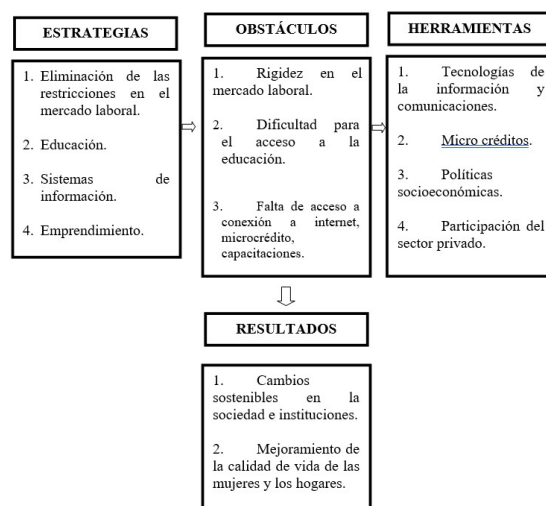 ESTRATEGIAS
1. Eliminación de las
restricciones en el
mercado laboral.
2. Educación.
3. Sistemas de
información.
4. Emprendimiento.
OBSTÁCULOS
1. Rigidez en el
mercado laboral.
2. Dificultad para
el acceso a la
educación.
3. Falta de acceso a
conexión a internet,
microcrédito,
capacitaciones.
HERRAMIENTAS
1. Tecnologías de
la información y
comunicaciones.
2. Micro créditos.
3. Políticas
socioeconómicas.
4. Participación del
sector privado.
RESULTADOS
1. Cambios
sostenibles en la
sociedad e instituciones.
2. Mejoramiento de
la calidad de vida de las
mujeres y los hogares.